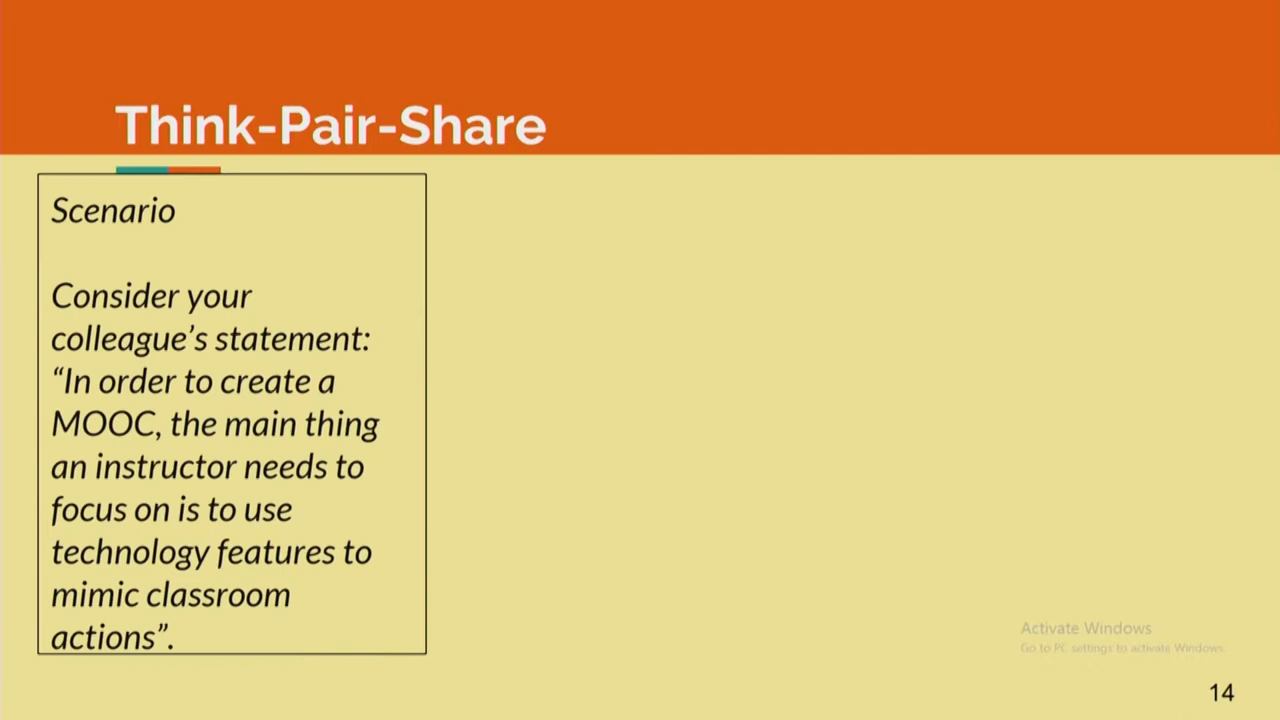 Think-Pair-Share
Scenario
Consider your
colleague’s statement:
“In order to create a
MOOC, the main thing
an instructor needs to
focus on is to use
technology features to
mimic classroom
actions”.
Activate Windows
Go to PC settings to activate Windows.
14